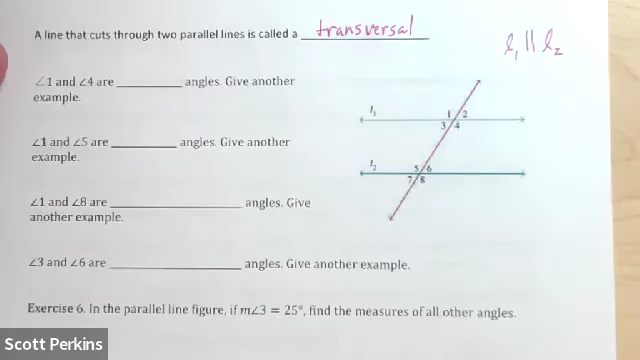 A line that cuts through two parallel lines is called a transversal
l₁ || l₂
∠1 and ∠4 are __________ angles. Give another
example.
∠1 and ∠5 are __________ angles. Give another
example.
∠1 and ∠8 are ____________________ angles. Give
another example.
∠3 and ∠6 are ____________________ angles. Give another example.
l₁
1 2
3 4
l₂
5 6
7 8
Exercise 6. In the parallel line figure, if m∠3 = 25°, find the measures of all other angles.
Scott Perkins